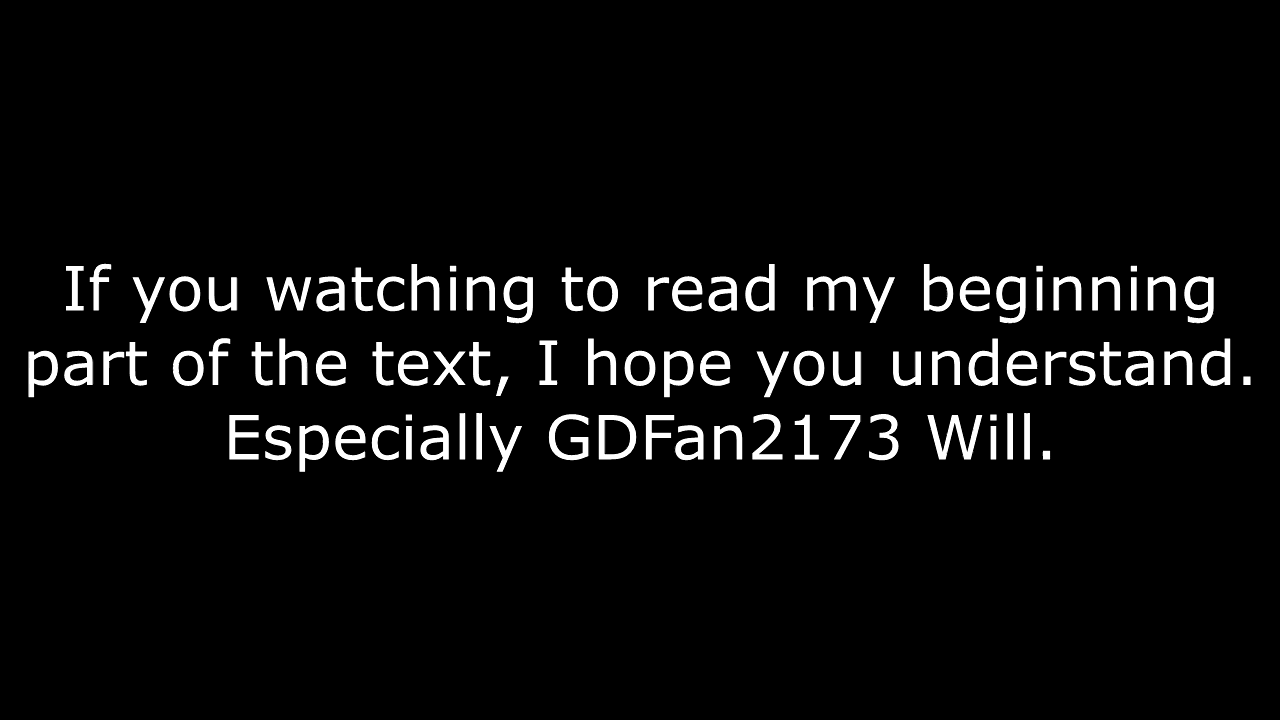 If you watching to read my beginning
part of the text, I hope you understand.
Especially GDFan2173 Will.